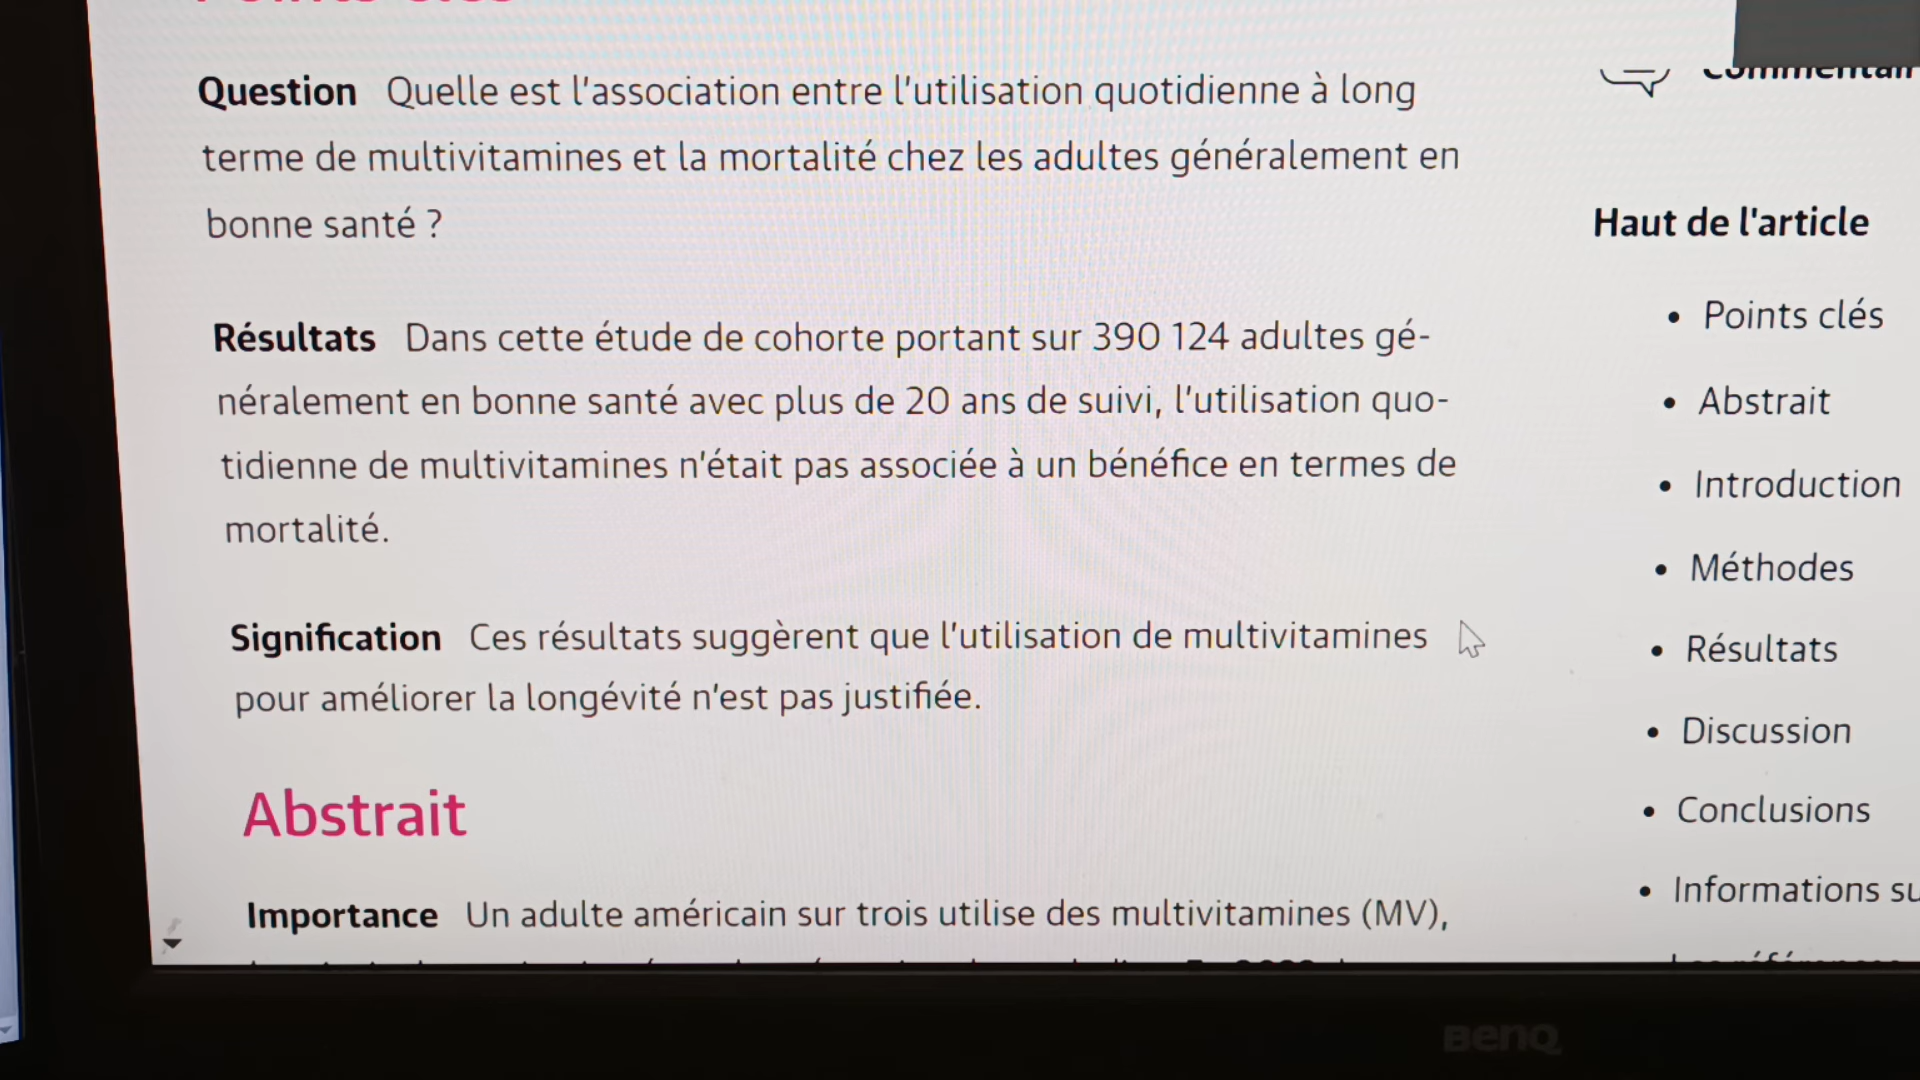 Question Quelle est l'association entre l'utilisation quotidienne à long
terme de multivitamines et la mortalité chez les adultes généralement en
bonne santé ?
Résultats Dans cette étude de cohorte portant sur 390 124 adultes gé-
néralement en bonne santé avec plus de 20 ans de suivi, l'utilisation quo-
tidienne de multivitamines n'était pas associée à un bénéfice en termes de
mortalité.
Signification Ces résultats suggèrent que l'utilisation de multivitamines
pour améliorer la longévité n'est pas justifiée.
Abstrait
Importance Un adulte américain sur trois utilise des multivitamines (MV),
Haut de l'article
• Points clés
• Abstrait
• Introduction
• Méthodes
• Résultats
• Discussion
• Conclusions
• Informations su
BenQ